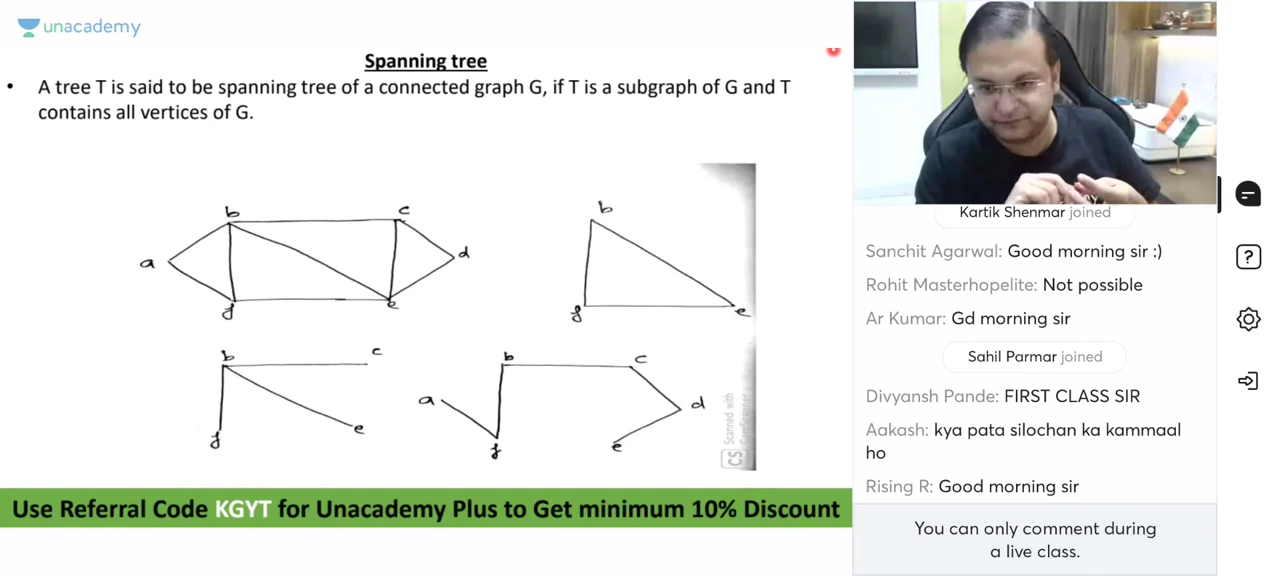 unacademy
Spanning tree
• A tree T is said to be spanning tree of a connected graph G, if T is a subgraph of G and T
contains all vertices of G.
b c
a d
f e
b
f e
b c
f e
b c
a d
f e
CS Scanned with
CamScanner
Use Referral Code KGYT for Unacademy Plus to Get minimum 10% Discount
Kartik Shenmar joined
Sanchit Agarwal: Good morning sir :)
Rohit Masterhopelite: Not possible
Ar Kumar: Gd morning sir
Sahil Parmar joined
Divyansh Pande: FIRST CLASS SIR
Aakash: kya pata silochan ka kammaal
ho
Rising R: Good morning sir
You can only comment during
a live class.
?